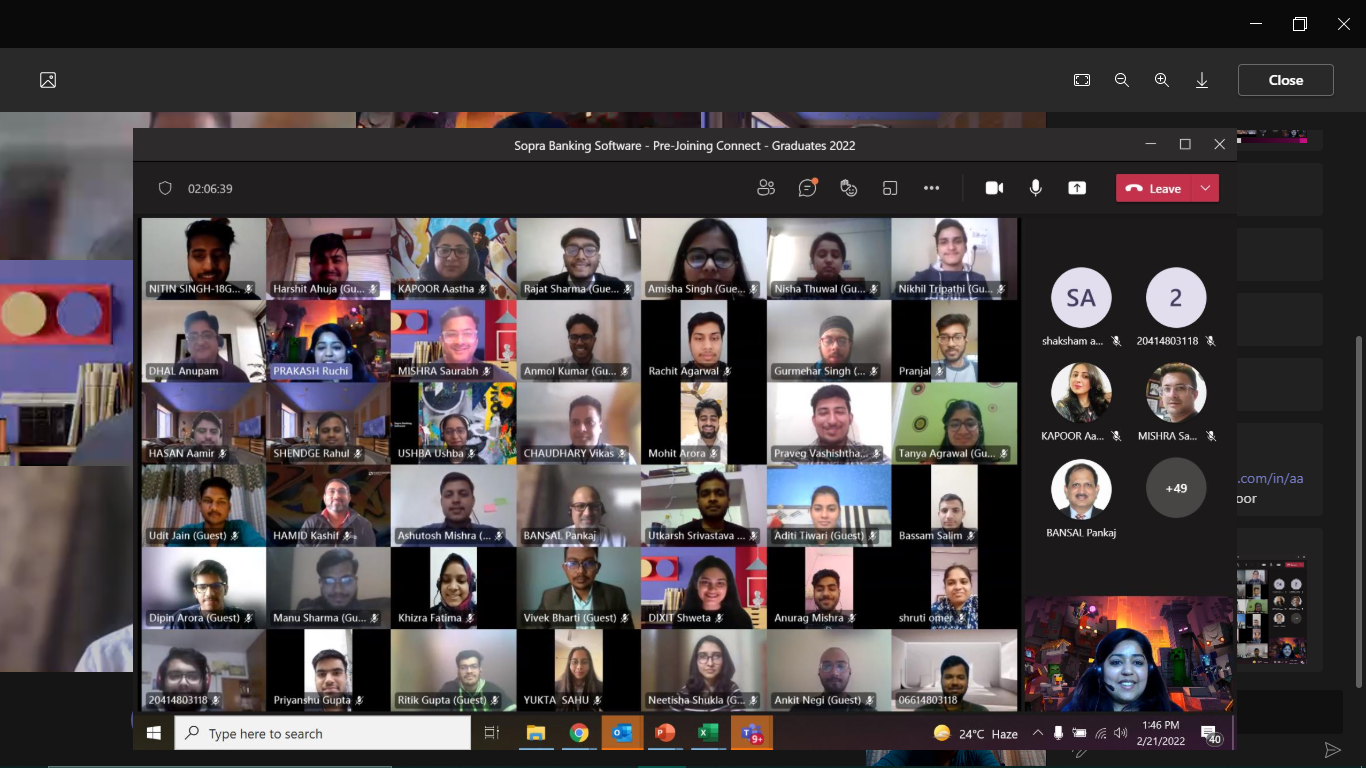 Close
Sopra Banking Software - Pre-Joining Connect - Graduates 2022
02:06:39
Leave
NITIN SINGH-18G...
Harshit Ahuja (Gu...
KAPOOR Aastha
Rajat Sharma (Gue...
Amisha Singh (Gue...
Nisha Thuwal (Gu...
Nikhil Tripathi (Gu...
DHAL Anupam
PRAKASH Ruchi
MISHRA Saurabh
Anmol Kumar (Gu...
Rachit Agarwal
Gurmehar Singh (...
Pranjal
HASAN Aamir
SHENDGE Rahul
USHBA Ushba
CHAUDHARY Vikas
Mohit Arora
Praveg Vashishtha...
Tanya Agrawal (Gu...
Udit Jain (Guest)
HAMID Kashif
Ashutosh Mishra (...
BANSAL Pankaj
Utkarsh Srivastava ...
Aditi Tiwari (Guest)
Bassam Salim
Dipin Arora (Guest)
Manu Sharma (Gu...
Khizra Fatima
Vivek Bharti (Guest)
DIXIT Shweta
Anurag Mishra
shruti omer
20414803118
Priyanshu Gupta
Ritik Gupta (Guest)
YUKTA SAHU
Neetisha Shukla (G...
Ankit Negi (Guest)
06614803118
SA
2
shaksham a...
20414803118
KAPOOR Aa...
MISHRA Sa...
+49
BANSAL Pankaj
.com/in/aa
oor
Type here to search
9+
24°C Haze
1:46 PM
2/21/2022
40